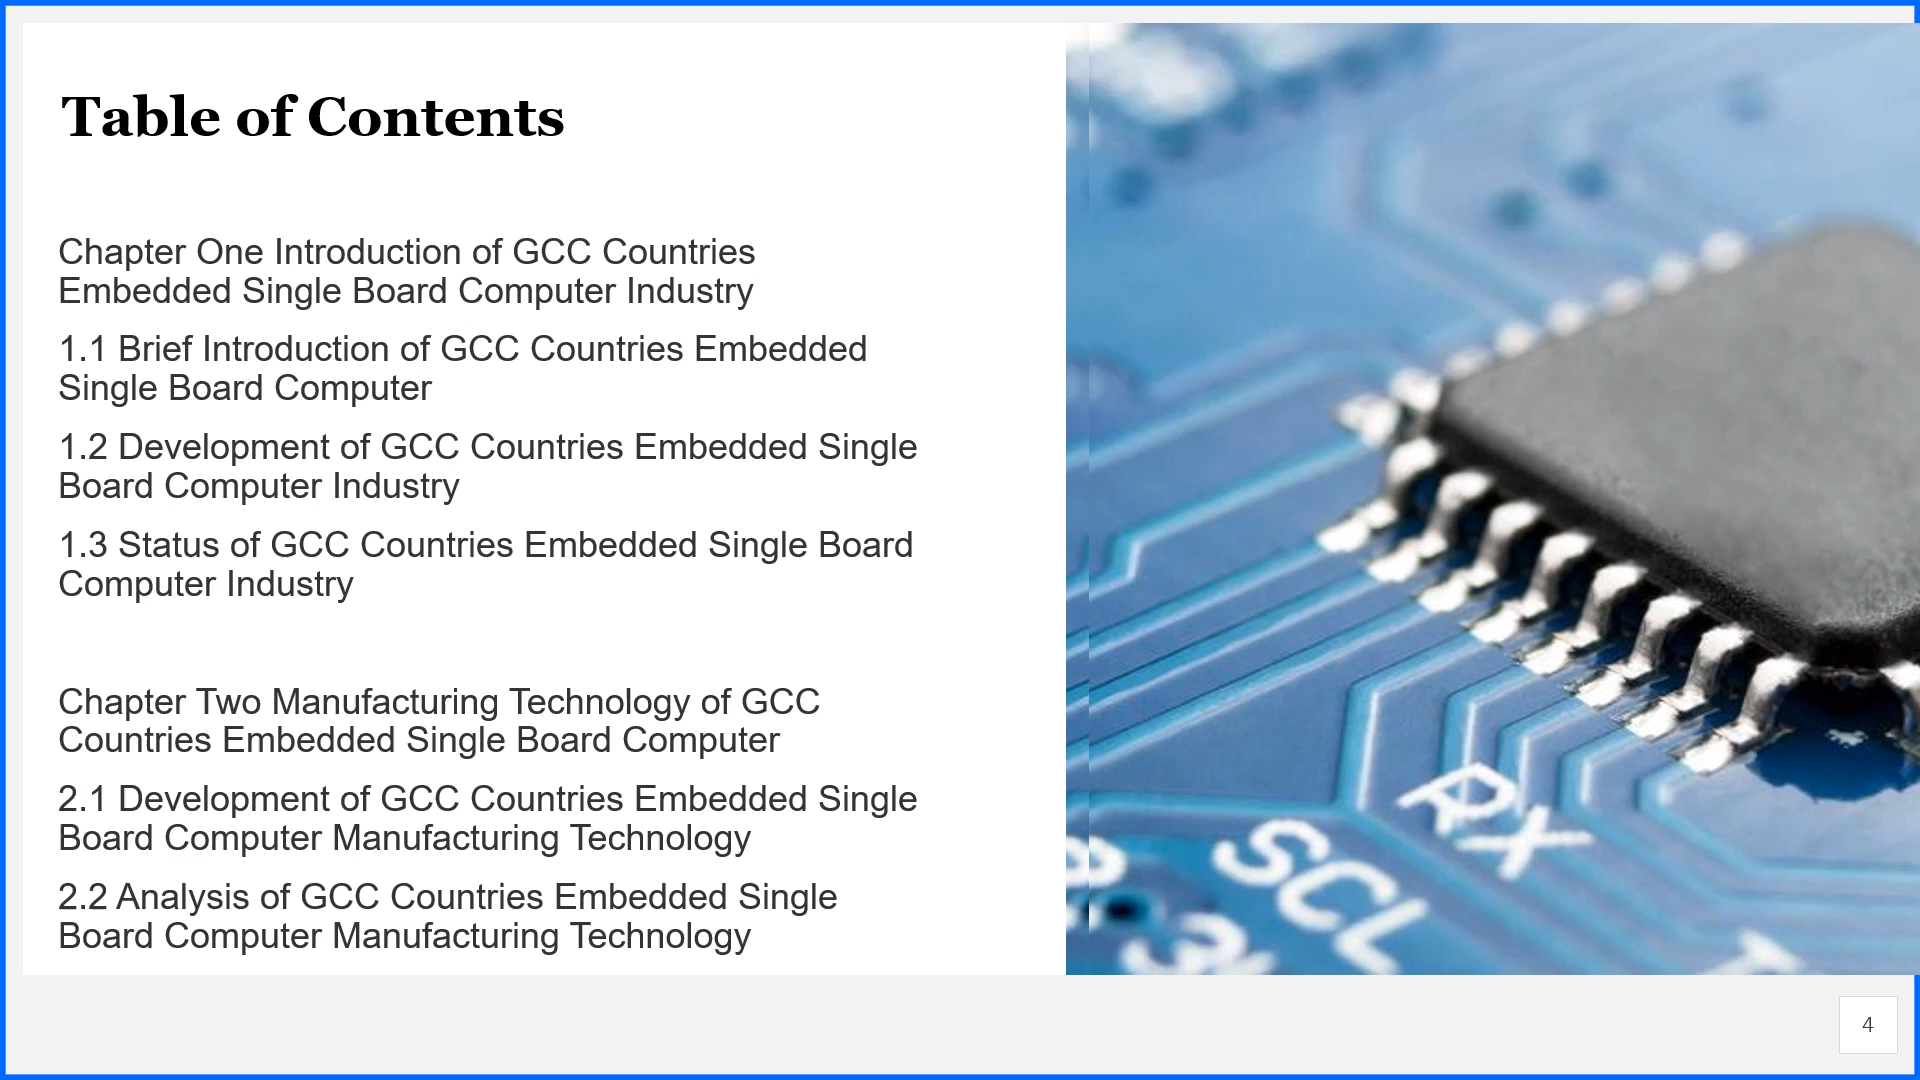 Table of Contents
Chapter One Introduction of GCC Countries
Embedded Single Board Computer Industry
1.1 Brief Introduction of GCC Countries Embedded
Single Board Computer
1.2 Development of GCC Countries Embedded Single
Board Computer Industry
1.3 Status of GCC Countries Embedded Single Board
Computer Industry
Chapter Two Manufacturing Technology of GCC
Countries Embedded Single Board Computer
2.1 Development of GCC Countries Embedded Single
Board Computer Manufacturing Technology
2.2 Analysis of GCC Countries Embedded Single
Board Computer Manufacturing Technology
RX
SCL
4